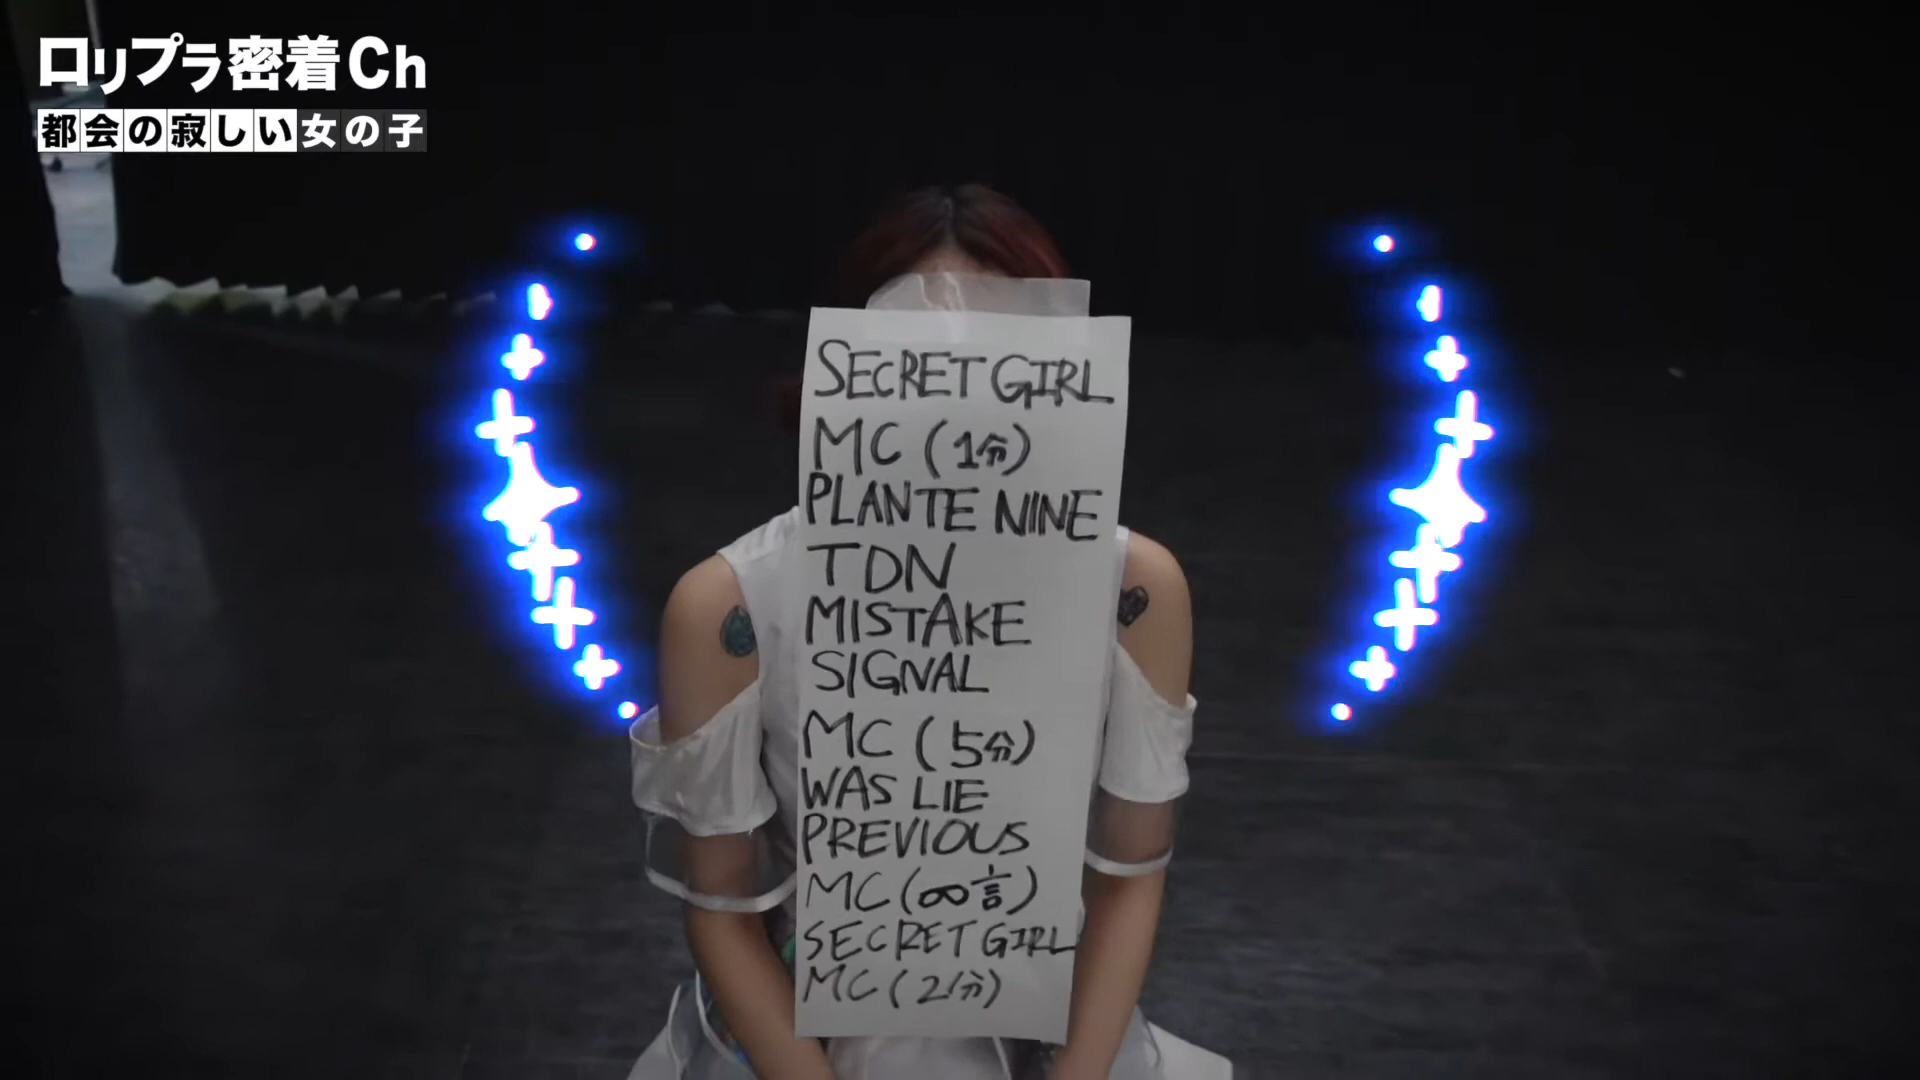 ロリプラ密着Ch
都会の寂しい女の子
SECRET GIRL
MC (1分)
PLANTE NINE
TDN
MISTAKE
SIGNAL
MC (5分)
WAS LIE
PREVIOUS
MC (∞言)
SECRET GIRL
MC (2分)